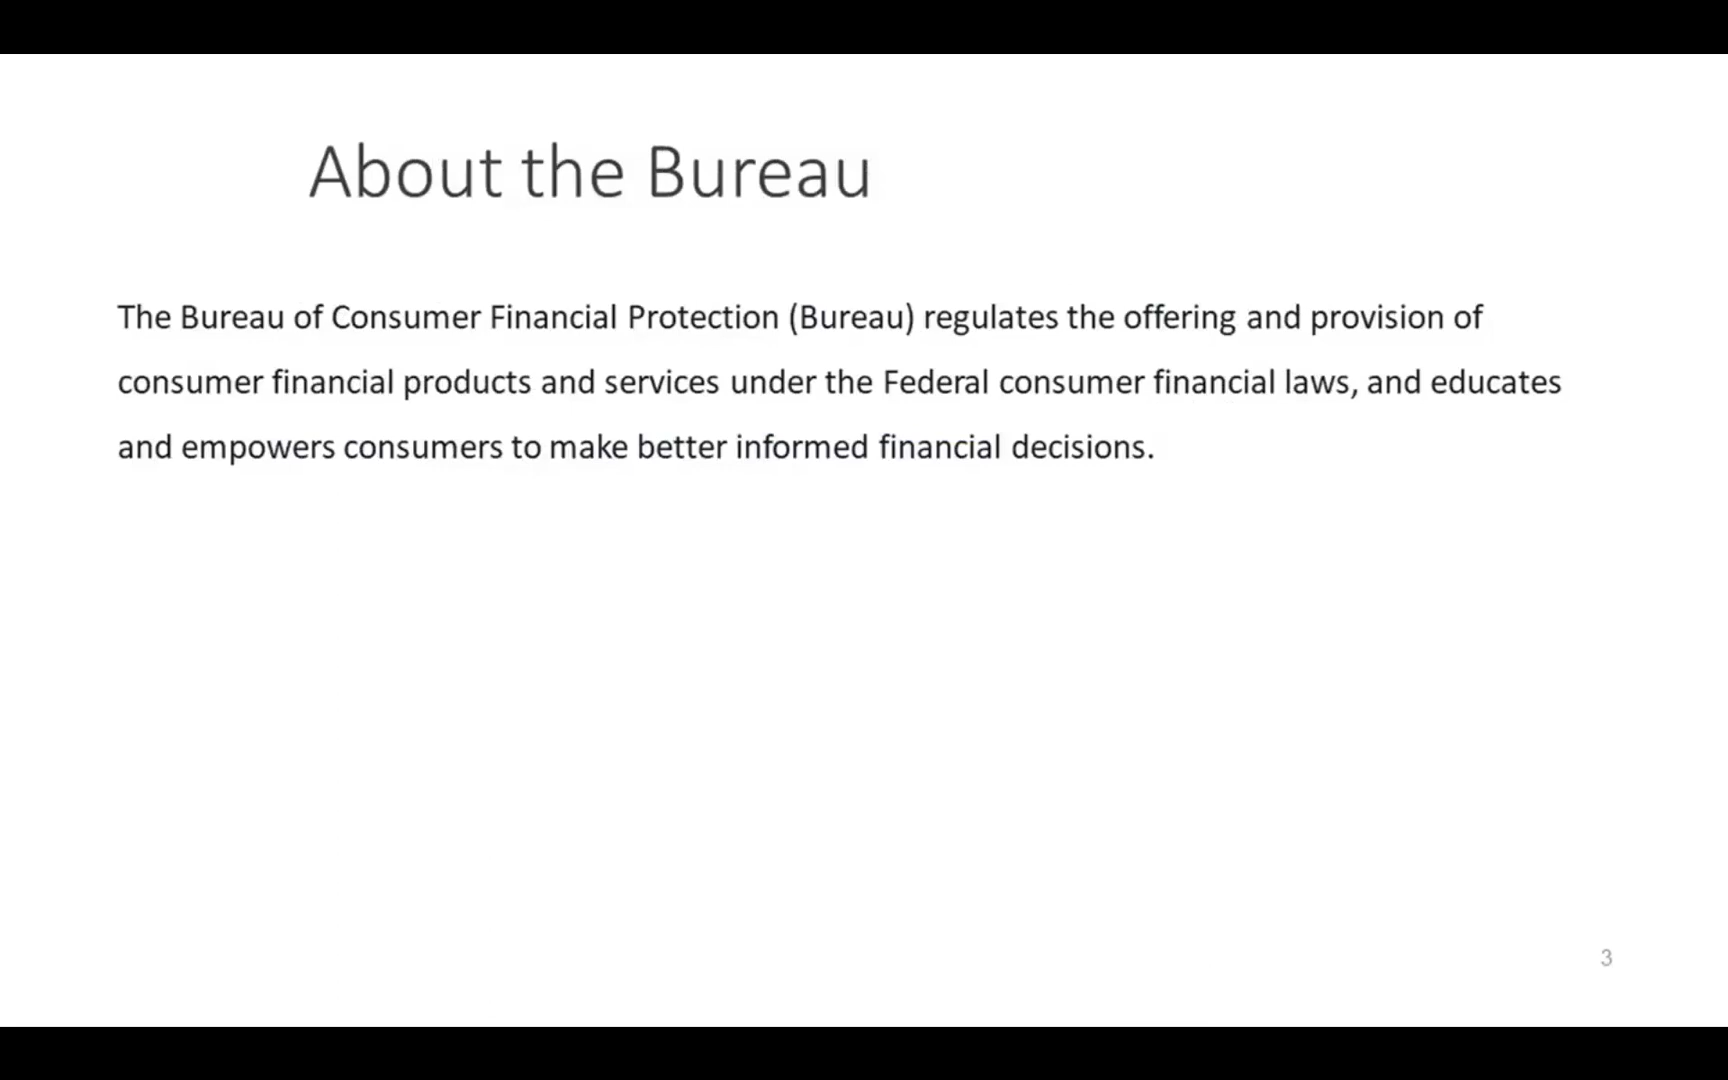 About the Bureau
The Bureau of Consumer Financial Protection (Bureau) regulates the offering and provision of
consumer financial products and services under the Federal consumer financial laws, and educates
and empowers consumers to make better informed financial decisions.
3